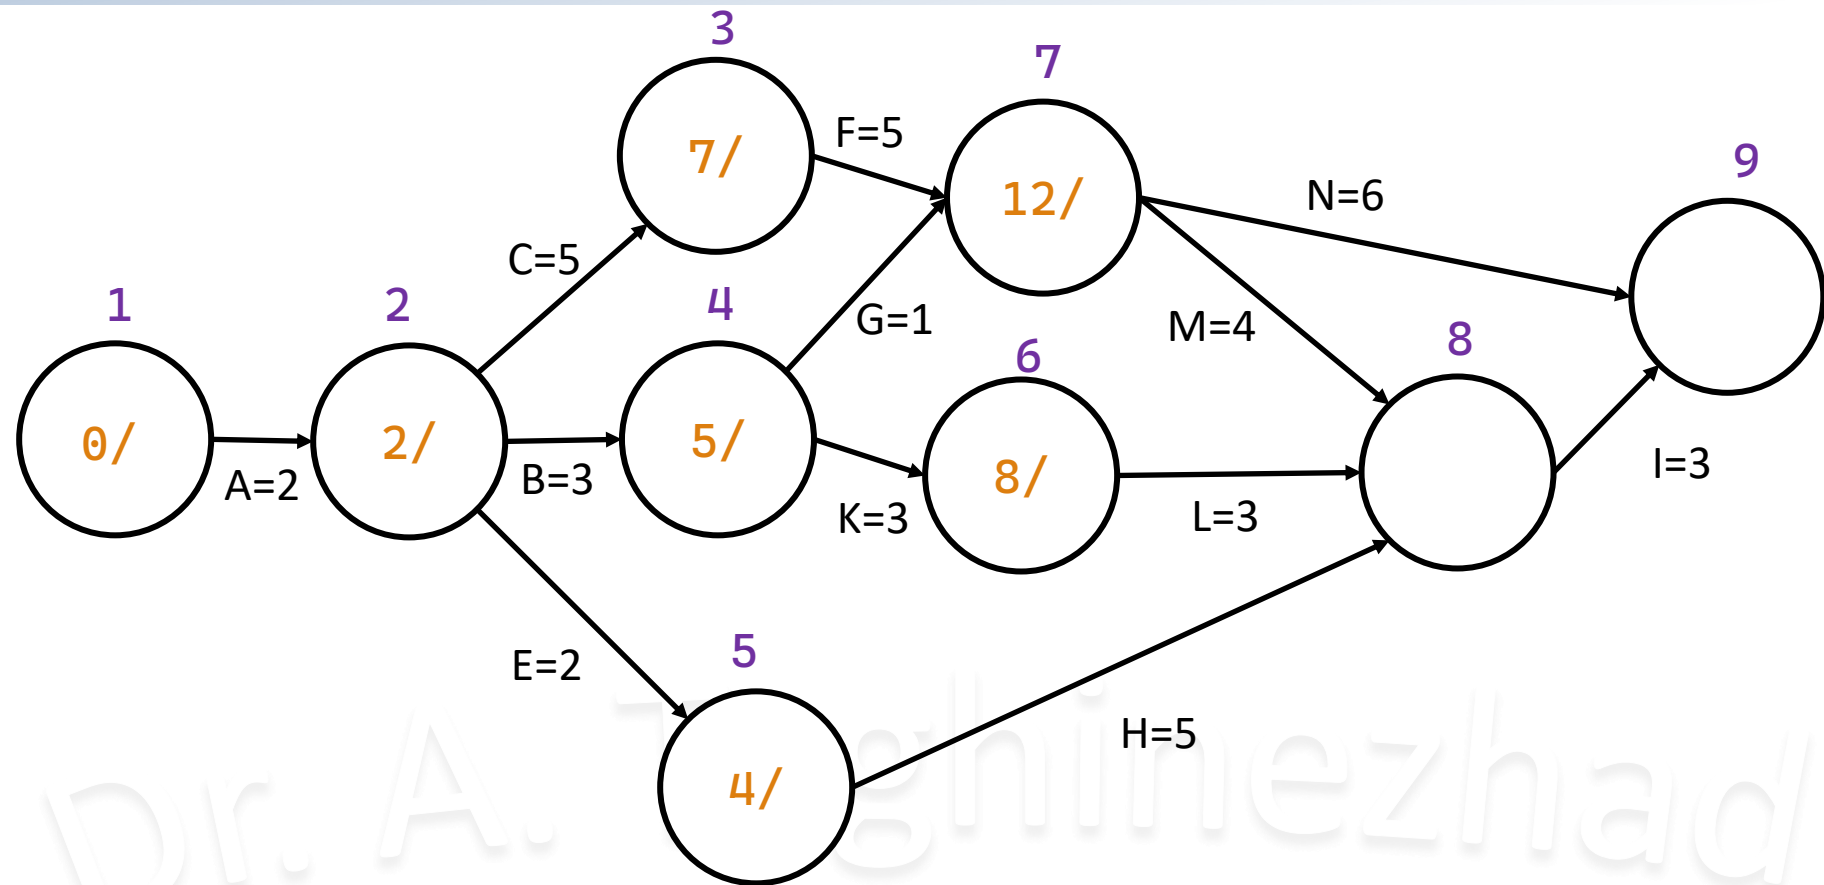 3
7
7/
F=5
9
12/
N=6
C=5
1
2
4
G=1
M=4
8
6
0/
2/
5/
8/
A=2
B=3
K=3
L=3
I=3
5
E=2
4/
H=5
Dr. A. T ghinezhad